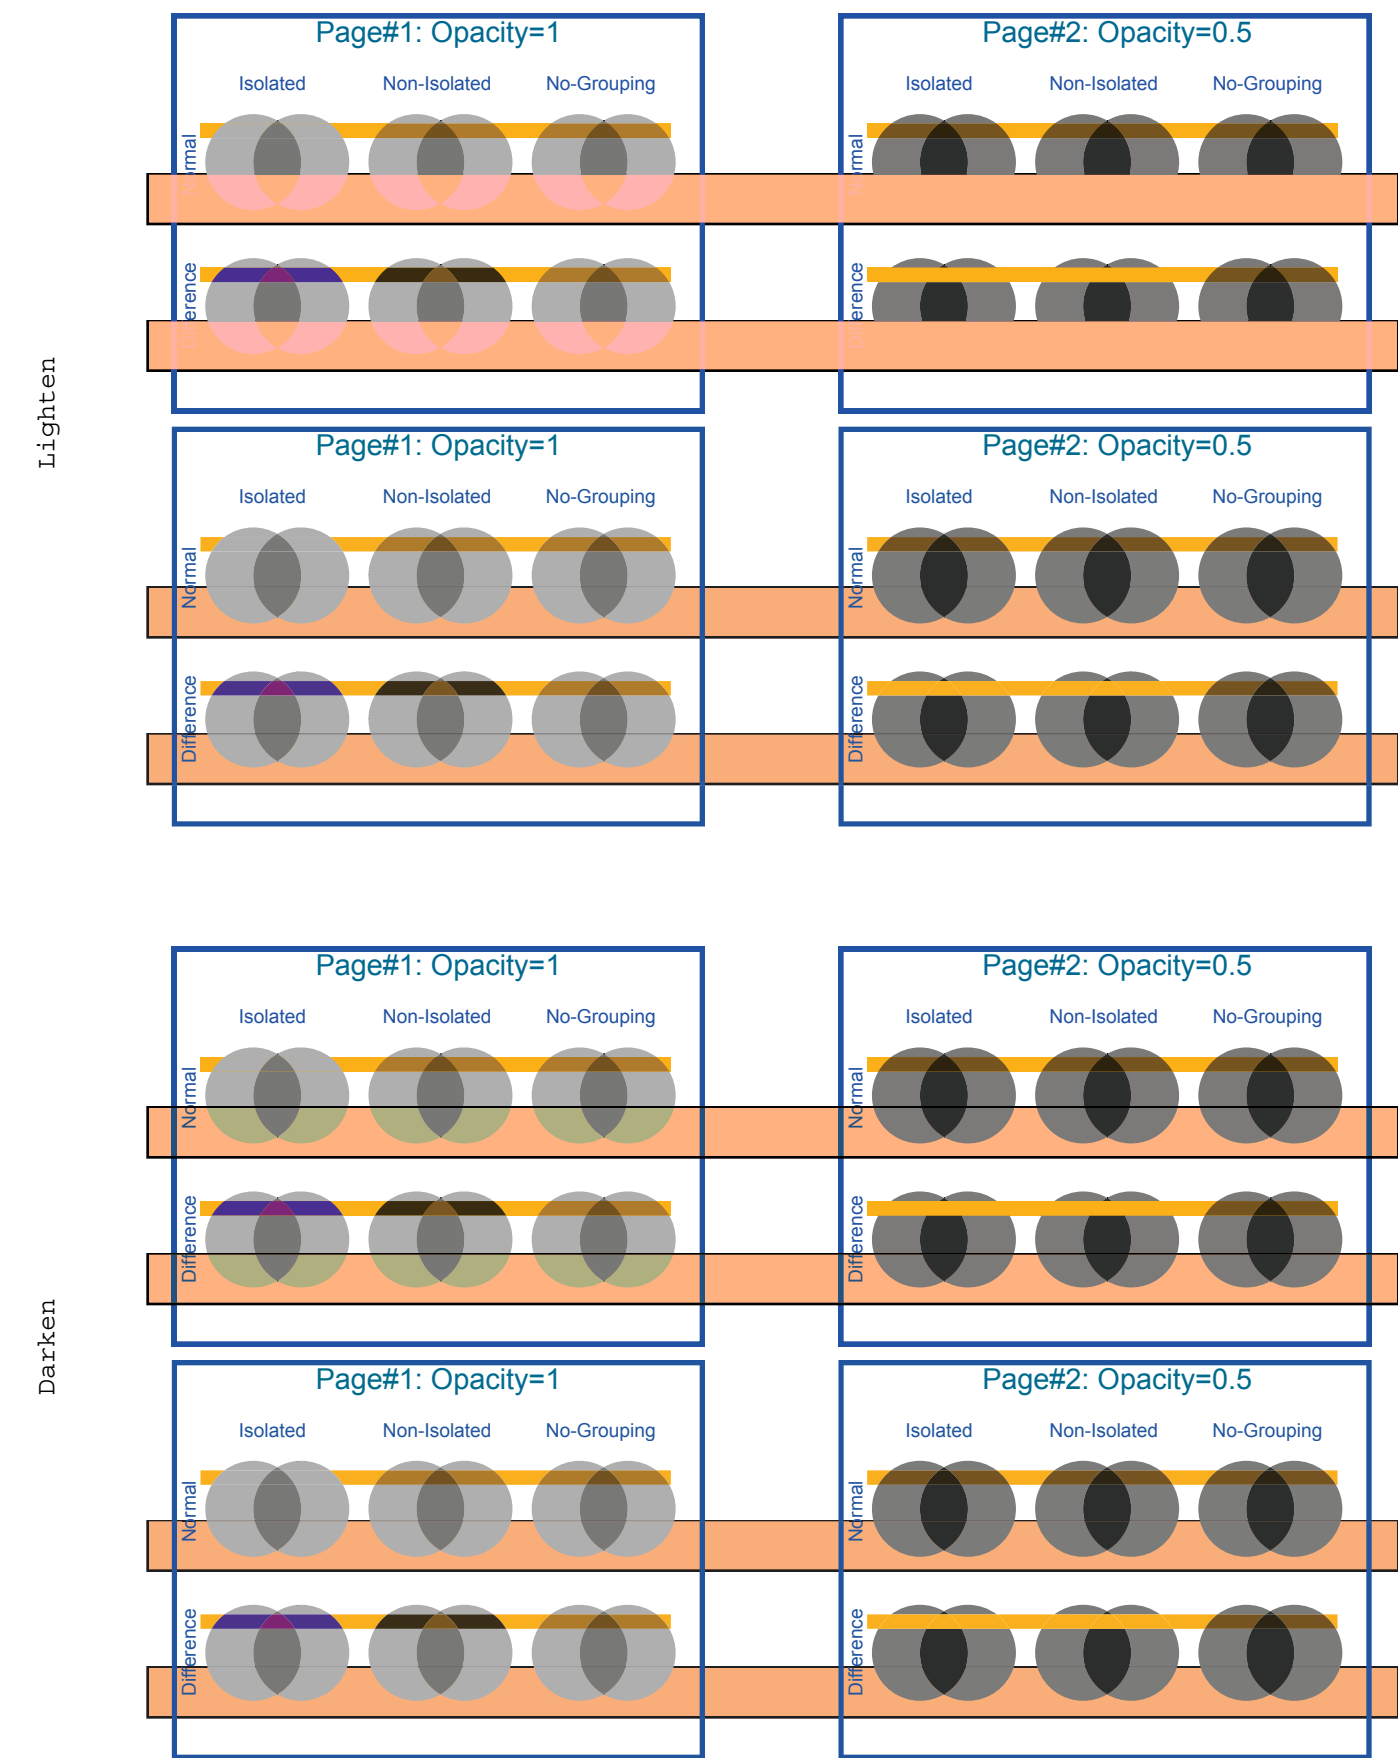 Lighten
Page#1: Opacity=1
Isolated Non-Isolated No-Grouping
Normal
Difference
Page#2: Opacity=0.5
Isolated Non-Isolated No-Grouping
Normal
Difference
Page#1: Opacity=1
Isolated Non-Isolated No-Grouping
Normal
Difference
Page#2: Opacity=0.5
Isolated Non-Isolated No-Grouping
Normal
Difference
Darken
Page#1: Opacity=1
Isolated Non-Isolated No-Grouping
Normal
Difference
Page#2: Opacity=0.5
Isolated Non-Isolated No-Grouping
Normal
Difference
Page#1: Opacity=1
Isolated Non-Isolated No-Grouping
Normal
Difference
Page#2: Opacity=0.5
Isolated Non-Isolated No-Grouping
Normal
Difference